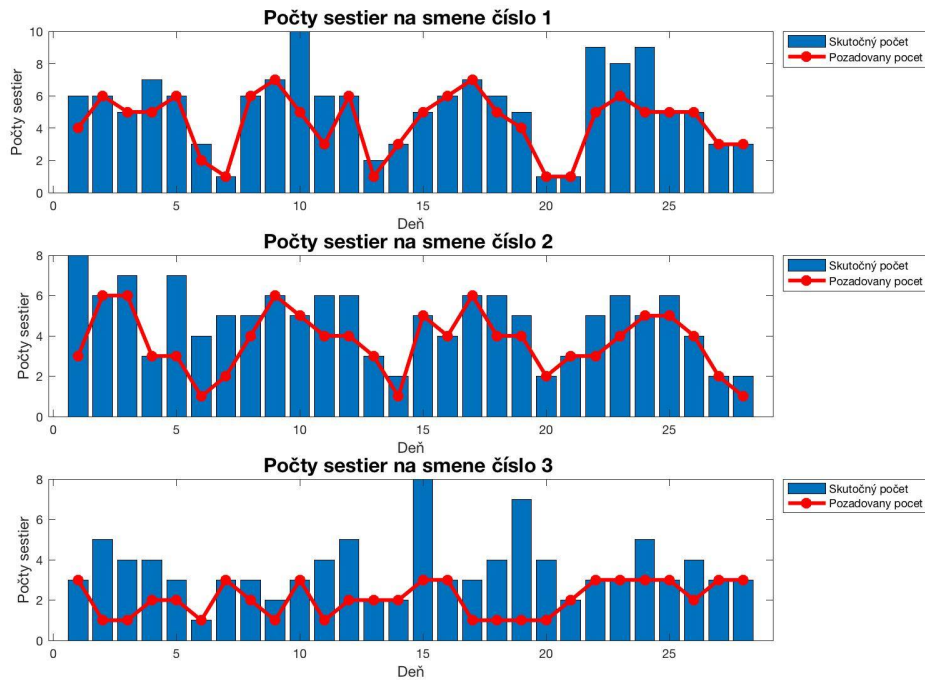 Počty sestier na smene číslo 1
10
8
6
4
2
0
Počty sestier
0 5 10 15 20 25
Deň
Skutočný počet
Pozadovany pocet
Počty sestier na smene číslo 2
8
6
4
2
0
Počty sestier
0 5 10 15 20 25
Deň
Skutočný počet
Pozadovany pocet
Počty sestier na smene číslo 3
8
6
4
2
0
Počty sestier
0 5 10 15 20 25
Deň
Skutočný počet
Pozadovany pocet